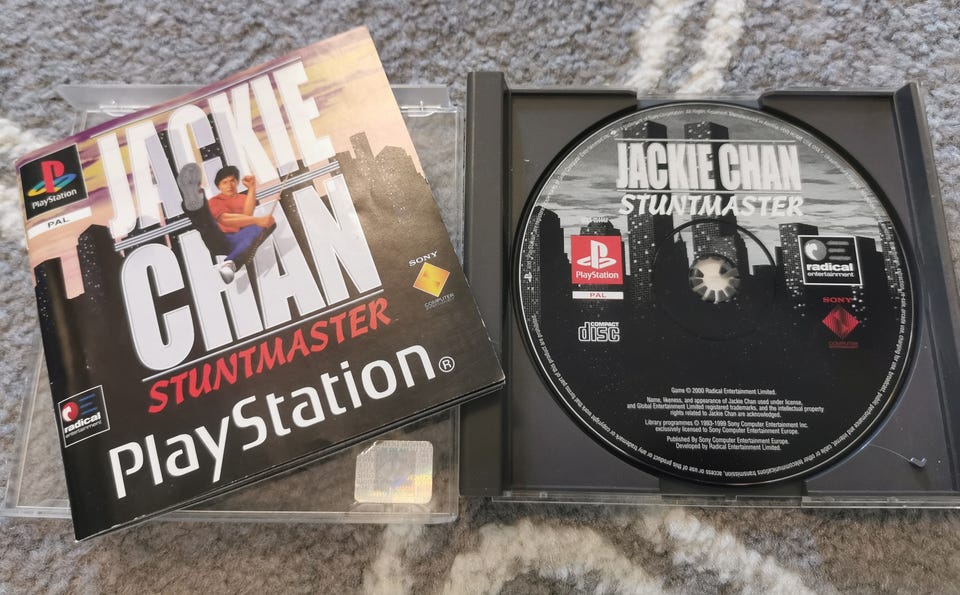 JACKIE
CHAN
STUNTMASTER
PlayStation
PAL
SONY
COMPUTER
radical
entertainment
PlayStation®
JACKIE CHAN
STUNTMASTER
PlayStation
PAL
radical
entertainment
SONY
COMPUTER
COMPACT
disc
Game © 2000 Radical Entertainment Limited.
Name, likeness, and appearance of Jackie Chan used under license,
and Global Entertainment Limited registered trademarks, and the intellectual property
rights related to Jackie Chan are acknowledged.
Library programmes © 1993-1999 Sony Computer Entertainment Inc.
exclusively licensed to Sony Computer Entertainment Europe.
Published By Sony Computer Entertainment Europe.
Developed by Radical Entertainment Limited.